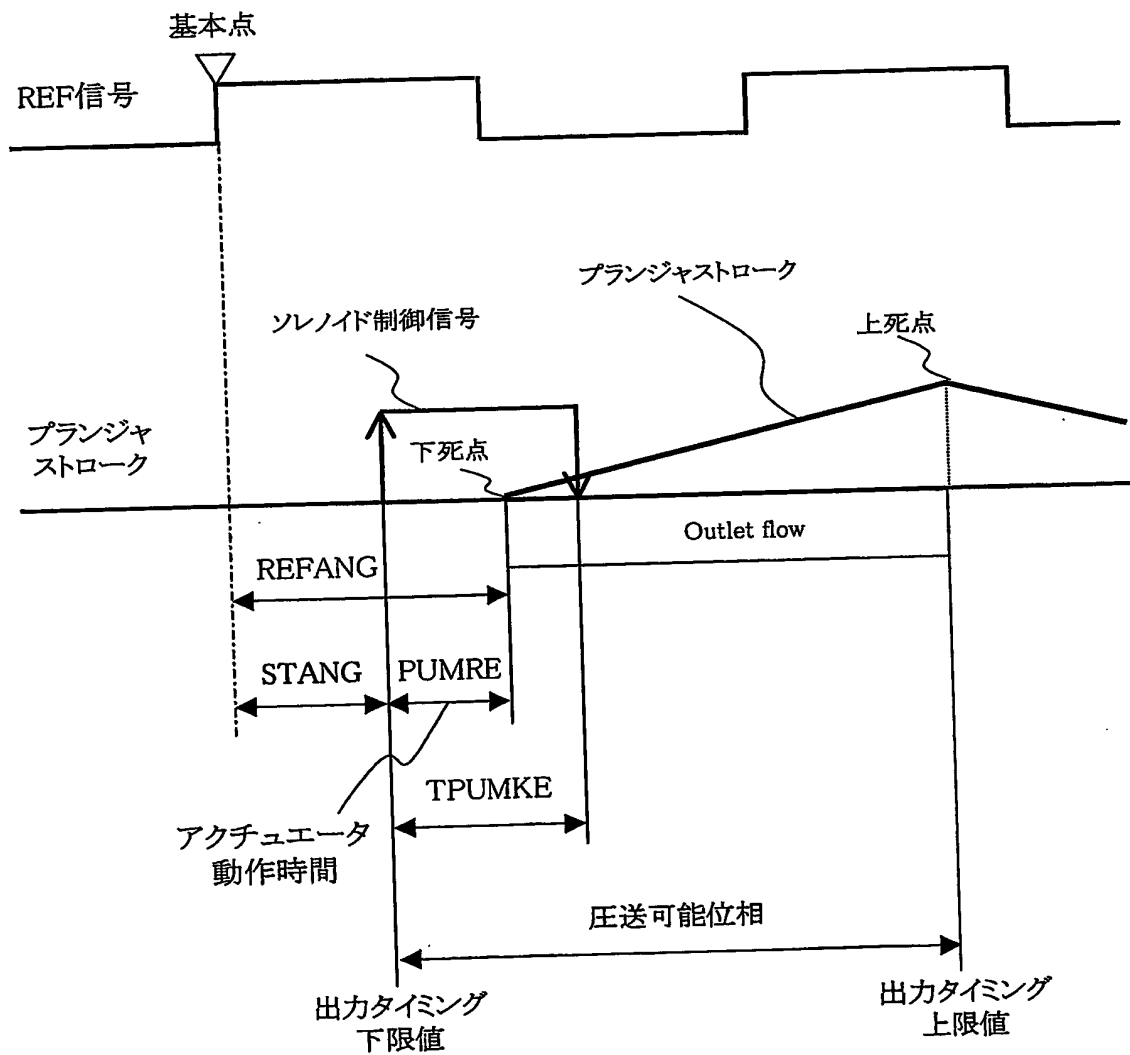 基本点
REF信号
プランジャストローク
ソレノイド制御信号
上死点
プランジャ
ストローク
下死点
Outlet flow
REFANG
STANG
PUMRE
TPUMKE
アクチュエータ
動作時間
圧送可能位相
出力タイミング
下限値
出力タイミング
上限値